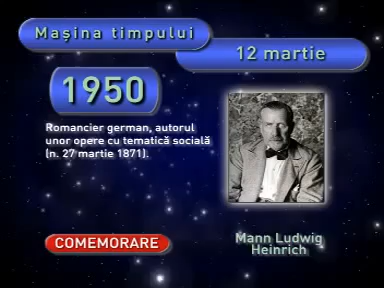 Mașina timpului
12 martie
1950
Romancier german, autorul
unor opere cu tematică socială
(n. 27 martie 1871).
COMEMORARE
Mann Ludwig
Heinrich